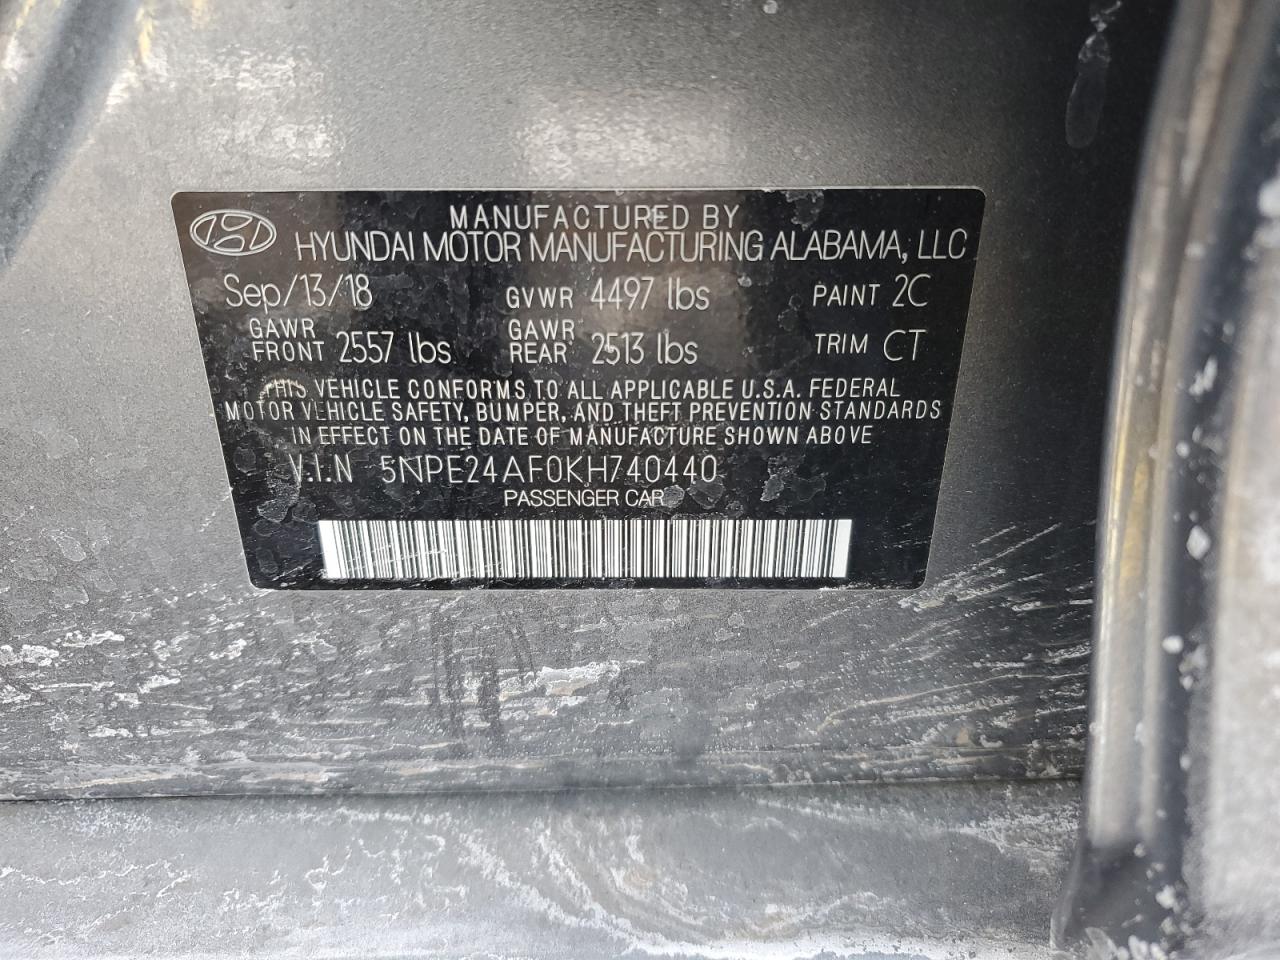 MANUFACTURED BY
HYUNDAI MOTOR MANUFACTURING ALABAMA, LLC
Sep/13/18 GVWR 4497 lbs PAINT 2C
GAWR FRONT 2557 lbs GAWR REAR 2513 lbs TRIM CT
THIS VEHICLE CONFORMS TO ALL APPLICABLE U.S.A. FEDERAL
MOTOR VEHICLE SAFETY, BUMPER, AND THEFT PREVENTION STANDARDS
IN EFFECT ON THE DATE OF MANUFACTURE SHOWN ABOVE
V.I.N 5NPE24AF0KH740440
PASSENGER CAR